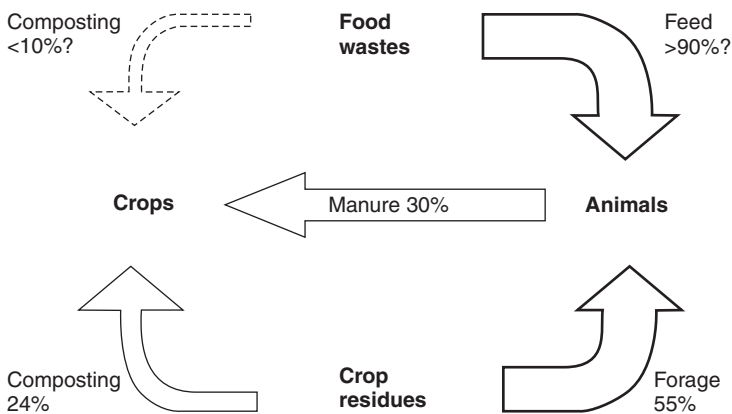 Composting
<10%?
Food
wastes
Feed
>90%?
Crops
Manure 30%
Animals
Composting
24%
Crop
residues
Forage
55%